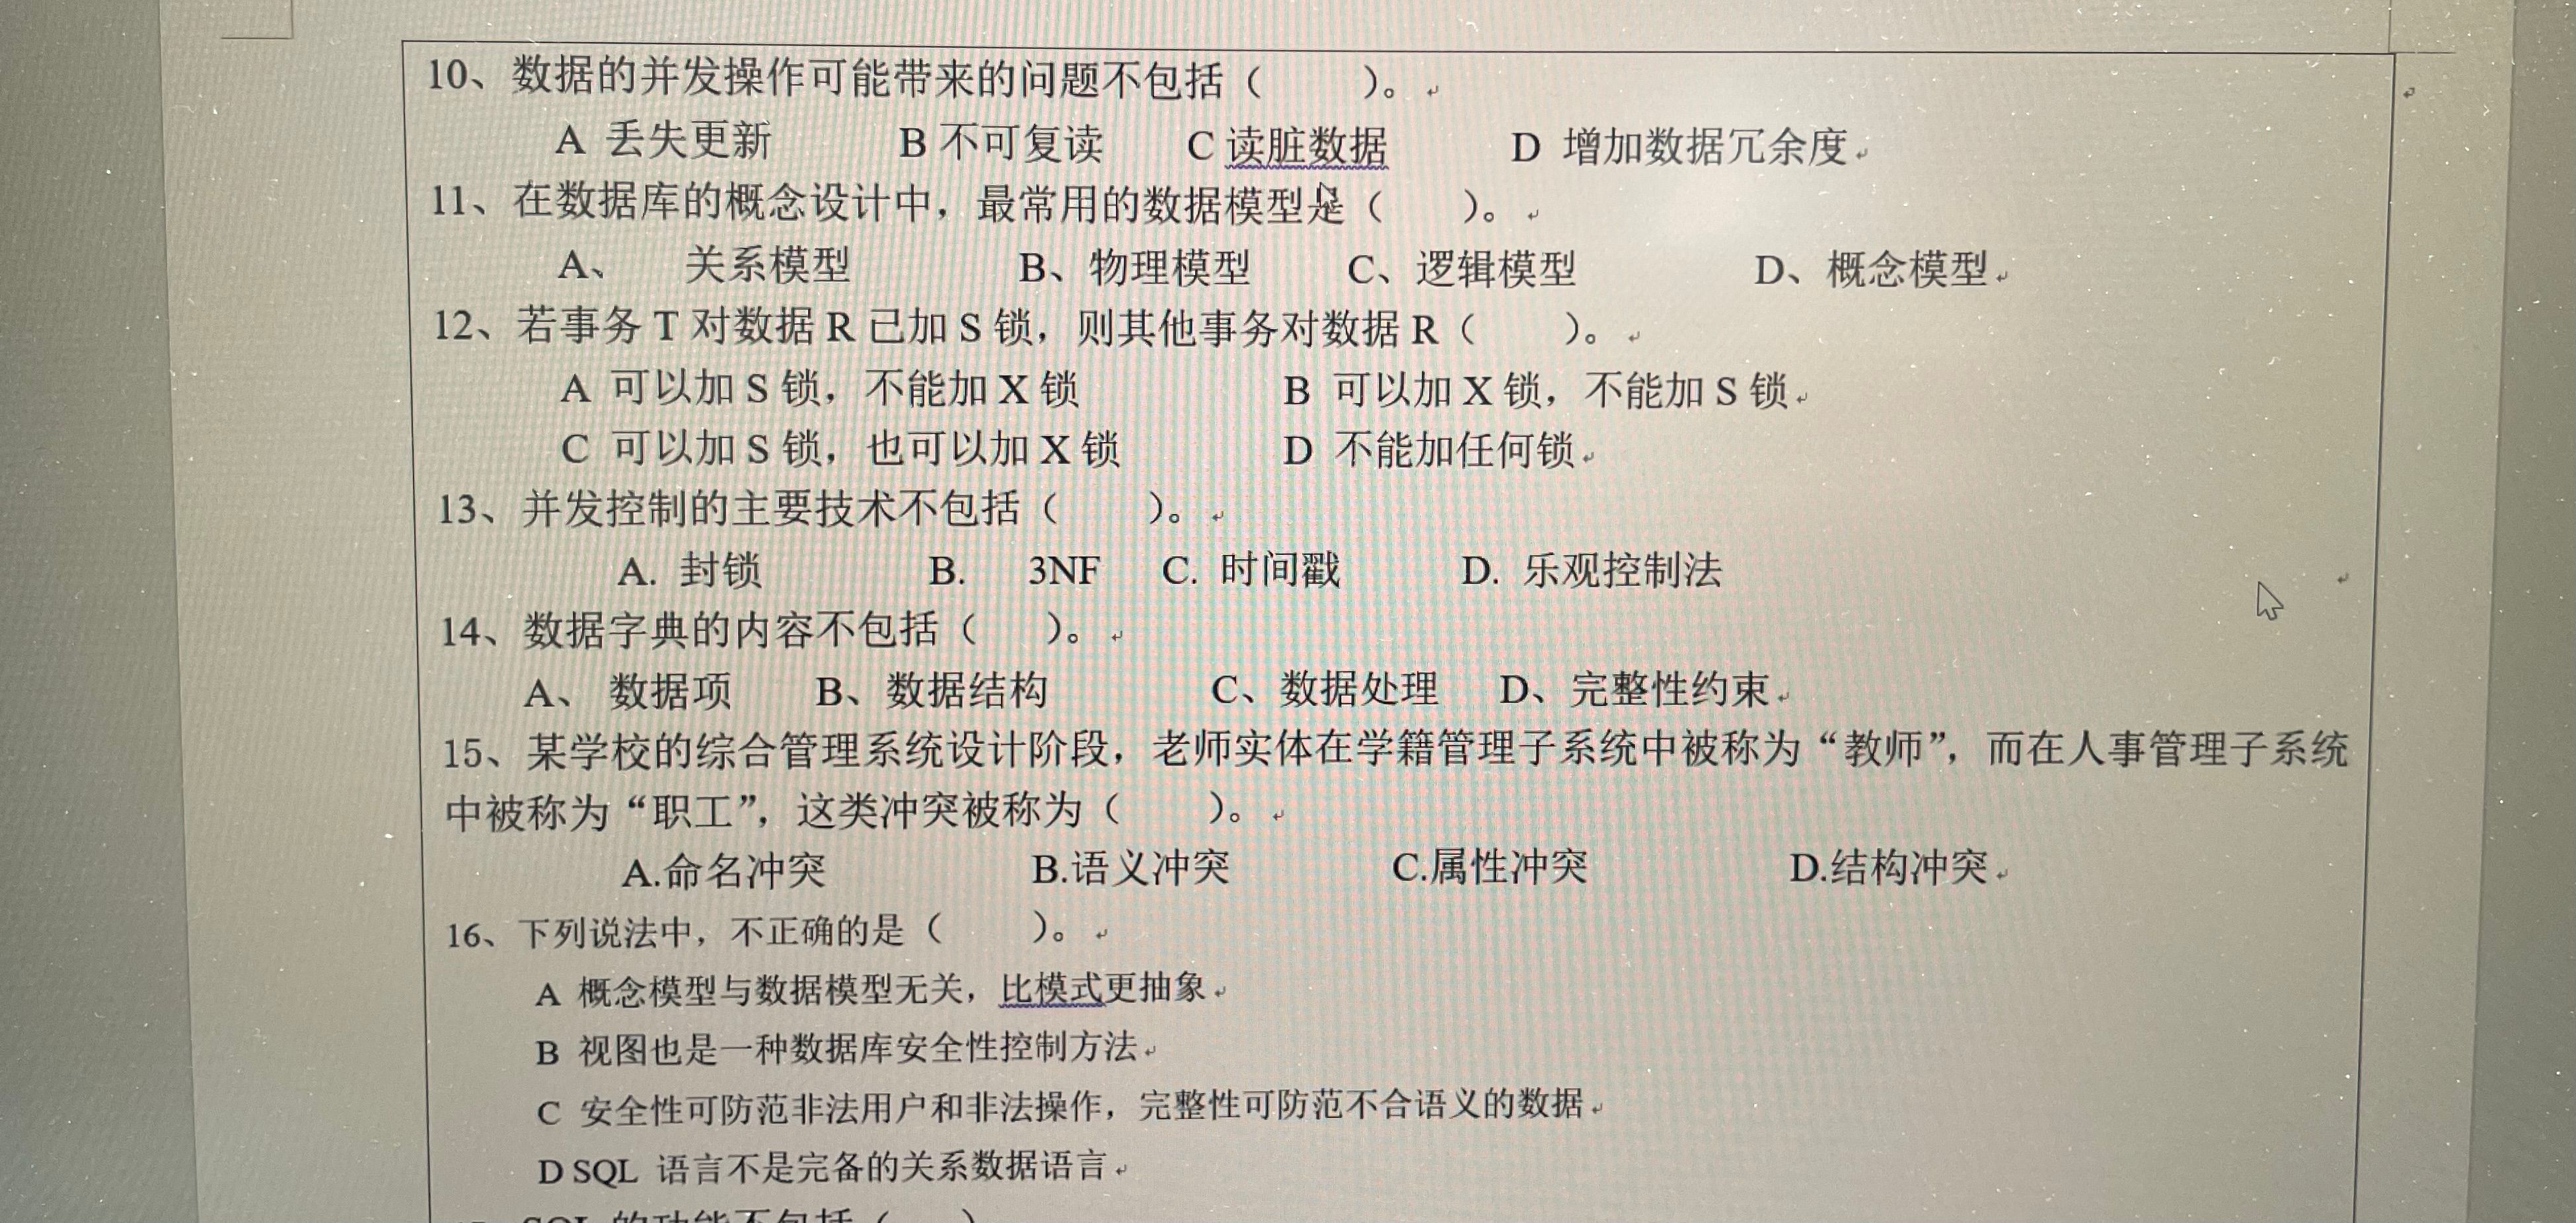 10、数据的并发操作可能带来的问题不包括（　　）。
A 丢失更新　B 不可复读　C 读脏数据　D 增加数据冗余度
11、在数据库的概念设计中，最常用的数据模型是（　　）。
A、 关系模型　B、物理模型　C、逻辑模型　D、概念模型
12、若事务 T 对数据 R 已加 S 锁，则其他事务对数据 R（　　）。
A 可以加 S 锁，不能加 X 锁　B 可以加 X 锁，不能加 S 锁
C 可以加 S 锁，也可以加 X 锁　D 不能加任何锁
13、并发控制的主要技术不包括（　　）。
A. 封锁　B. 3NF　C. 时间戳　D. 乐观控制法
14、数据字典的内容不包括（　　）。
A、 数据项　B、数据结构　C、数据处理　D、完整性约束
15、某学校的综合管理系统设计阶段，老师实体在学籍管理子系统中被称为“教师”，而在人事管理子系统
中被称为“职工”，这类冲突被称为（　　）。
A.命名冲突　B.语义冲突　C.属性冲突　D.结构冲突
16、下列说法中，不正确的是（　　）。
A 概念模型与数据模型无关，比模式更抽象
B 视图也是一种数据库安全性控制方法
C 安全性可防范非法用户和非法操作，完整性可防范不合语义的数据
D SQL 语言不是完备的关系数据语言
SQL 的功能不包括（　　）